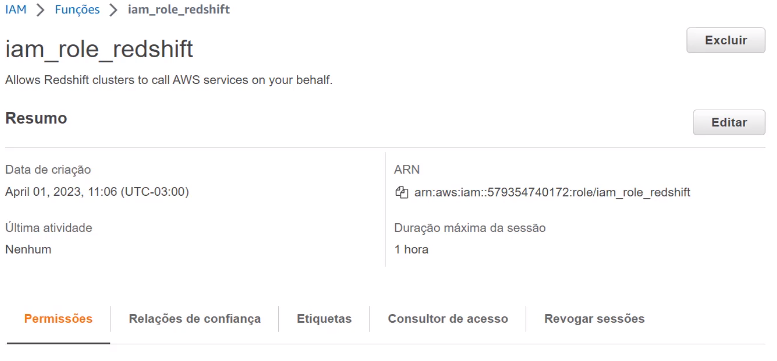 IAM > Funções > iam_role_redshift
iam_role_redshift
Excluir
Allows Redshift clusters to call AWS services on your behalf.
Resumo
Editar
Data de criação
April 01, 2023, 11:06 (UTC-03:00)
ARN
arn:aws:iam::579354740172:role/iam_role_redshift
Última atividade
Nenhum
Duração máxima da sessão
1 hora
Permissões
Relações de confiança
Etiquetas
Consultor de acesso
Revogar sessões